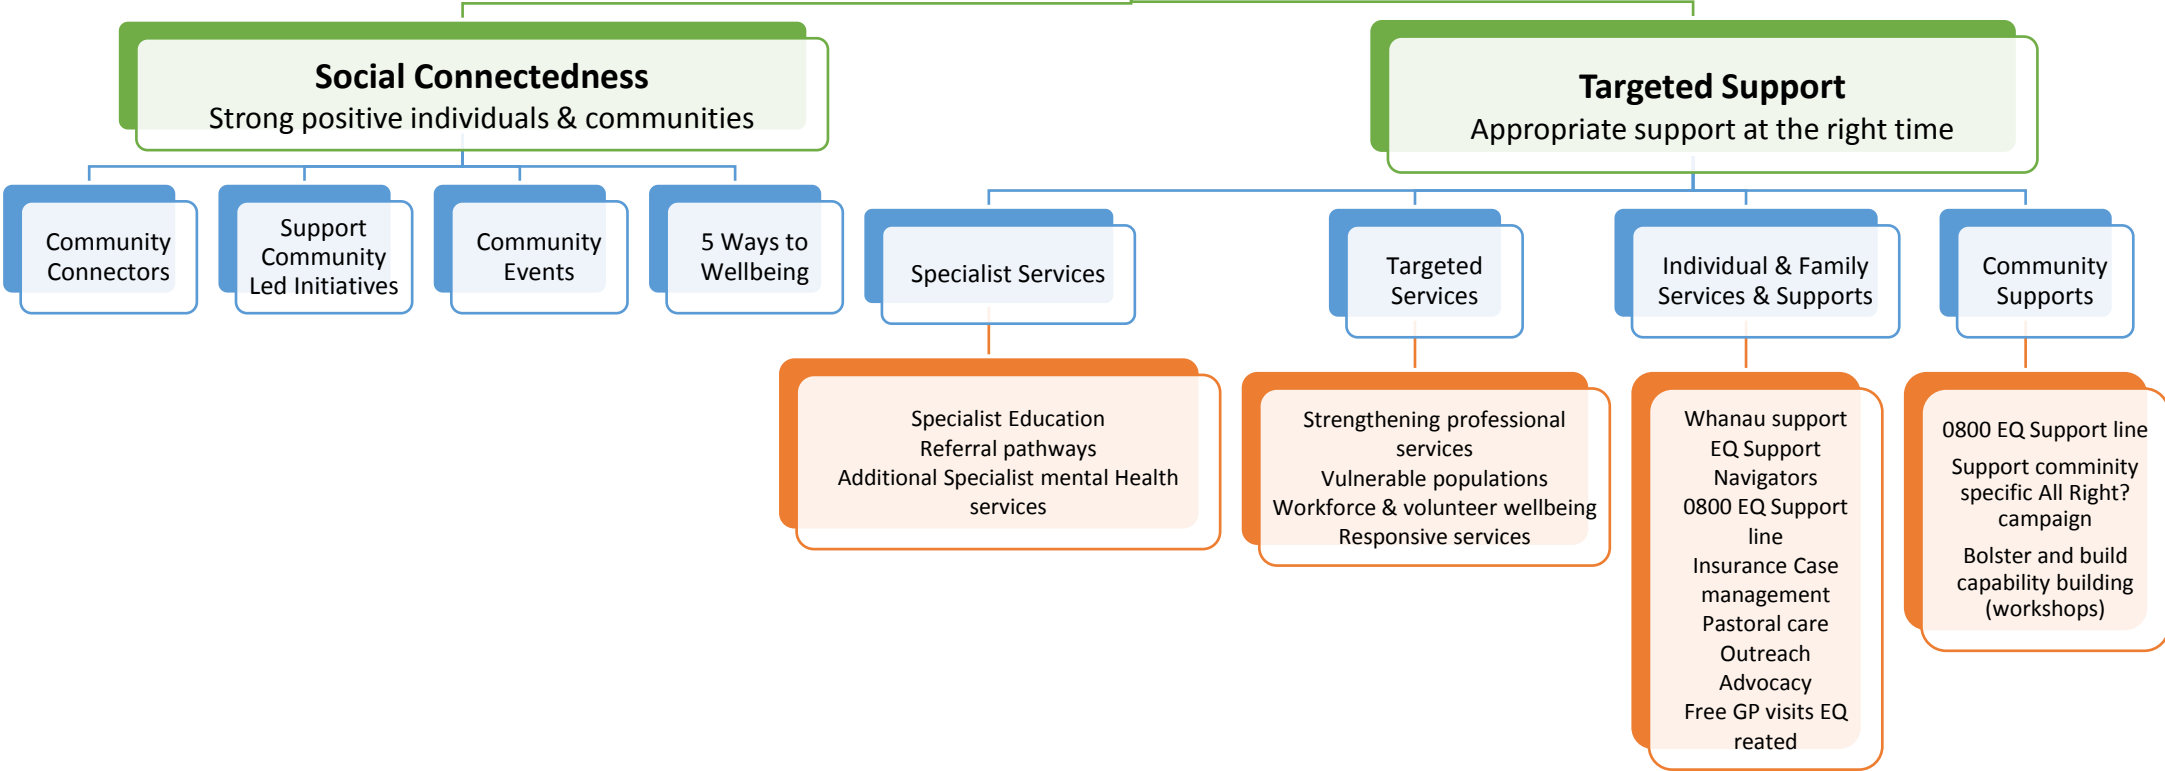 Social Connectedness
Strong positive individuals & communities
Targeted Support
Appropriate support at the right time
Community
Connectors
Support
Community
Led Initiatives
Community
Events
5 Ways to
Wellbeing
Specialist Services
Targeted
Services
Individual & Family
Services & Supports
Community
Supports
Specialist Education
Referral pathways
Additional Specialist mental Health
services
Strengthening professional
services
Vulnerable populations
Workforce & volunteer wellbeing
Responsive services
Whanau support
EQ Support
Navigators
0800 EQ Support
line
Insurance Case
management
Pastoral care
Outreach
Advocacy
Free GP visits EQ
reated
0800 EQ Support line
Support comminity
specific All Right?
campaign
Bolster and build
capability building
(workshops)